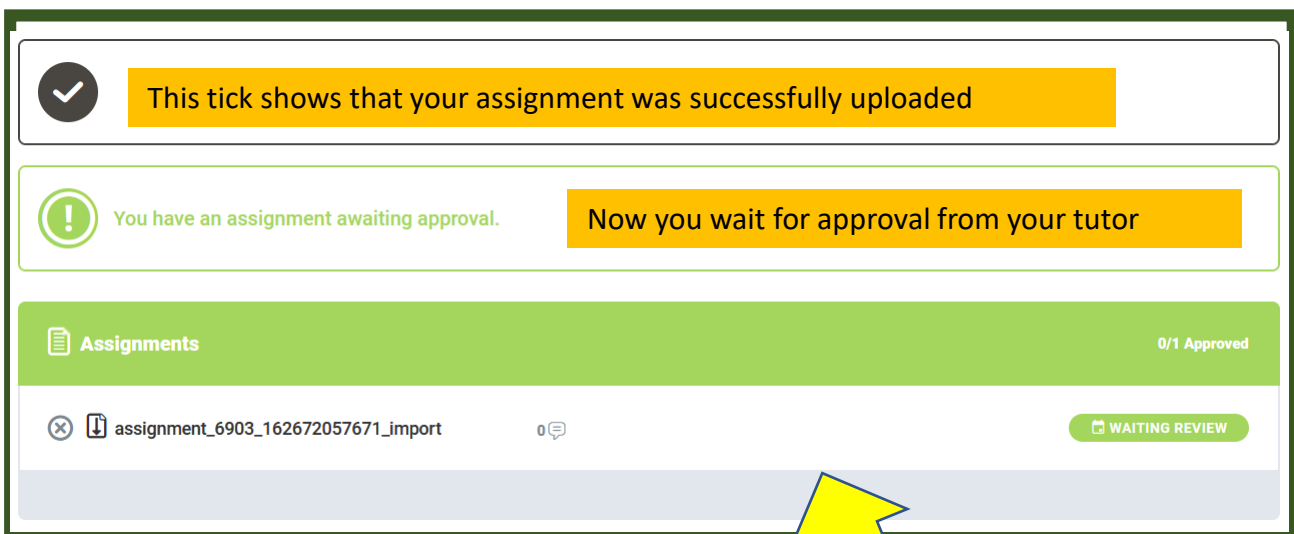 This tick shows that your assignment was successfully uploaded
You have an assignment awaiting approval.
Now you wait for approval from your tutor
Assignments
0/1 Approved
assignment_6903_162672057671_import
0
WAITING REVIEW